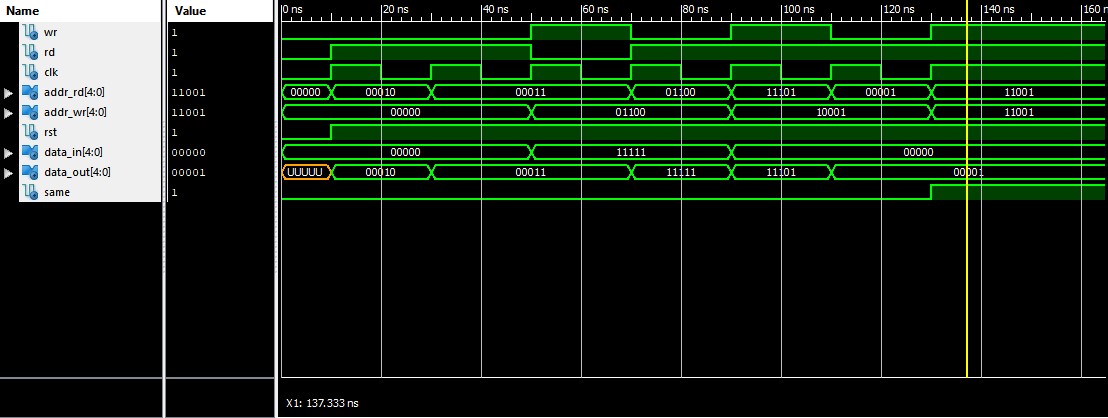 Name Value 0 ns 20 ns 40 ns 60 ns 80 ns 100 ns 120 ns 140 ns 160 n
wr 1
rd 1
clk 1
addr_rd[4:0] 11001 00000 00010 00011 01100 11101 00001 11001
addr_wr[4:0] 11001 00000 01100 10001 11001
rst 1
data_in[4:0] 00000 00000 11111 00000
data_out[4:0] 00001 UUUUU 00010 00011 11111 11101 00001
same 1
X1: 137.333 ns